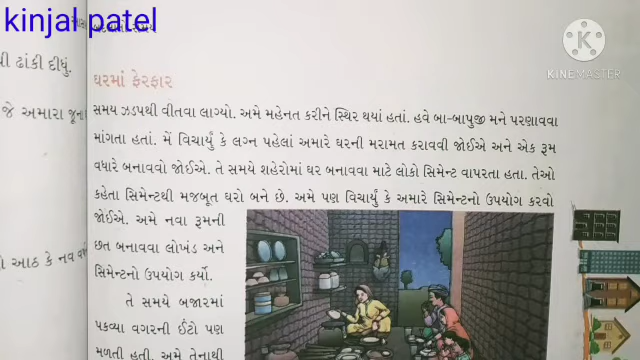 kinjal patel
ઘરમાં ફેરફાર
સમય ઝડપથી વીતવા લાગ્યો. અમે મહેનત કરીને સ્થિર થયાં હતાં. હવે બા-બાપુજી મને પરણાવવા
માંગતા હતાં. મેં વિચાર્યું કે લગ્ન પહેલાં અમારે ઘરની મરામત કરાવવી જોઈએ અને એક રૂમ
વધારે બનાવવો જોઈએ. તે સમયે શહેરોમાં ઘર બનાવવા માટે લોકો સિમેન્ટ વાપરતા હતા. તેઓ
કહેતા સિમેન્ટથી મજબૂત ઘરો બને છે. અમે પણ વિચાર્યું કે અમારે સિમેન્ટનો ઉપયોગ કરવો
જોઈએ. અમે નવા રૂમની
છત બનાવવા લોખંડ અને
સિમેન્ટનો ઉપયોગ કર્યો.
તે સમયે બજારમાં
પકવ્યા વગરની ઈંટો પણ
મળતી હતી. અમે તેનાથી
ઢાંકી દીધું.
જે અમારા જૂના
આઠ કે નવ
KINEMASTER